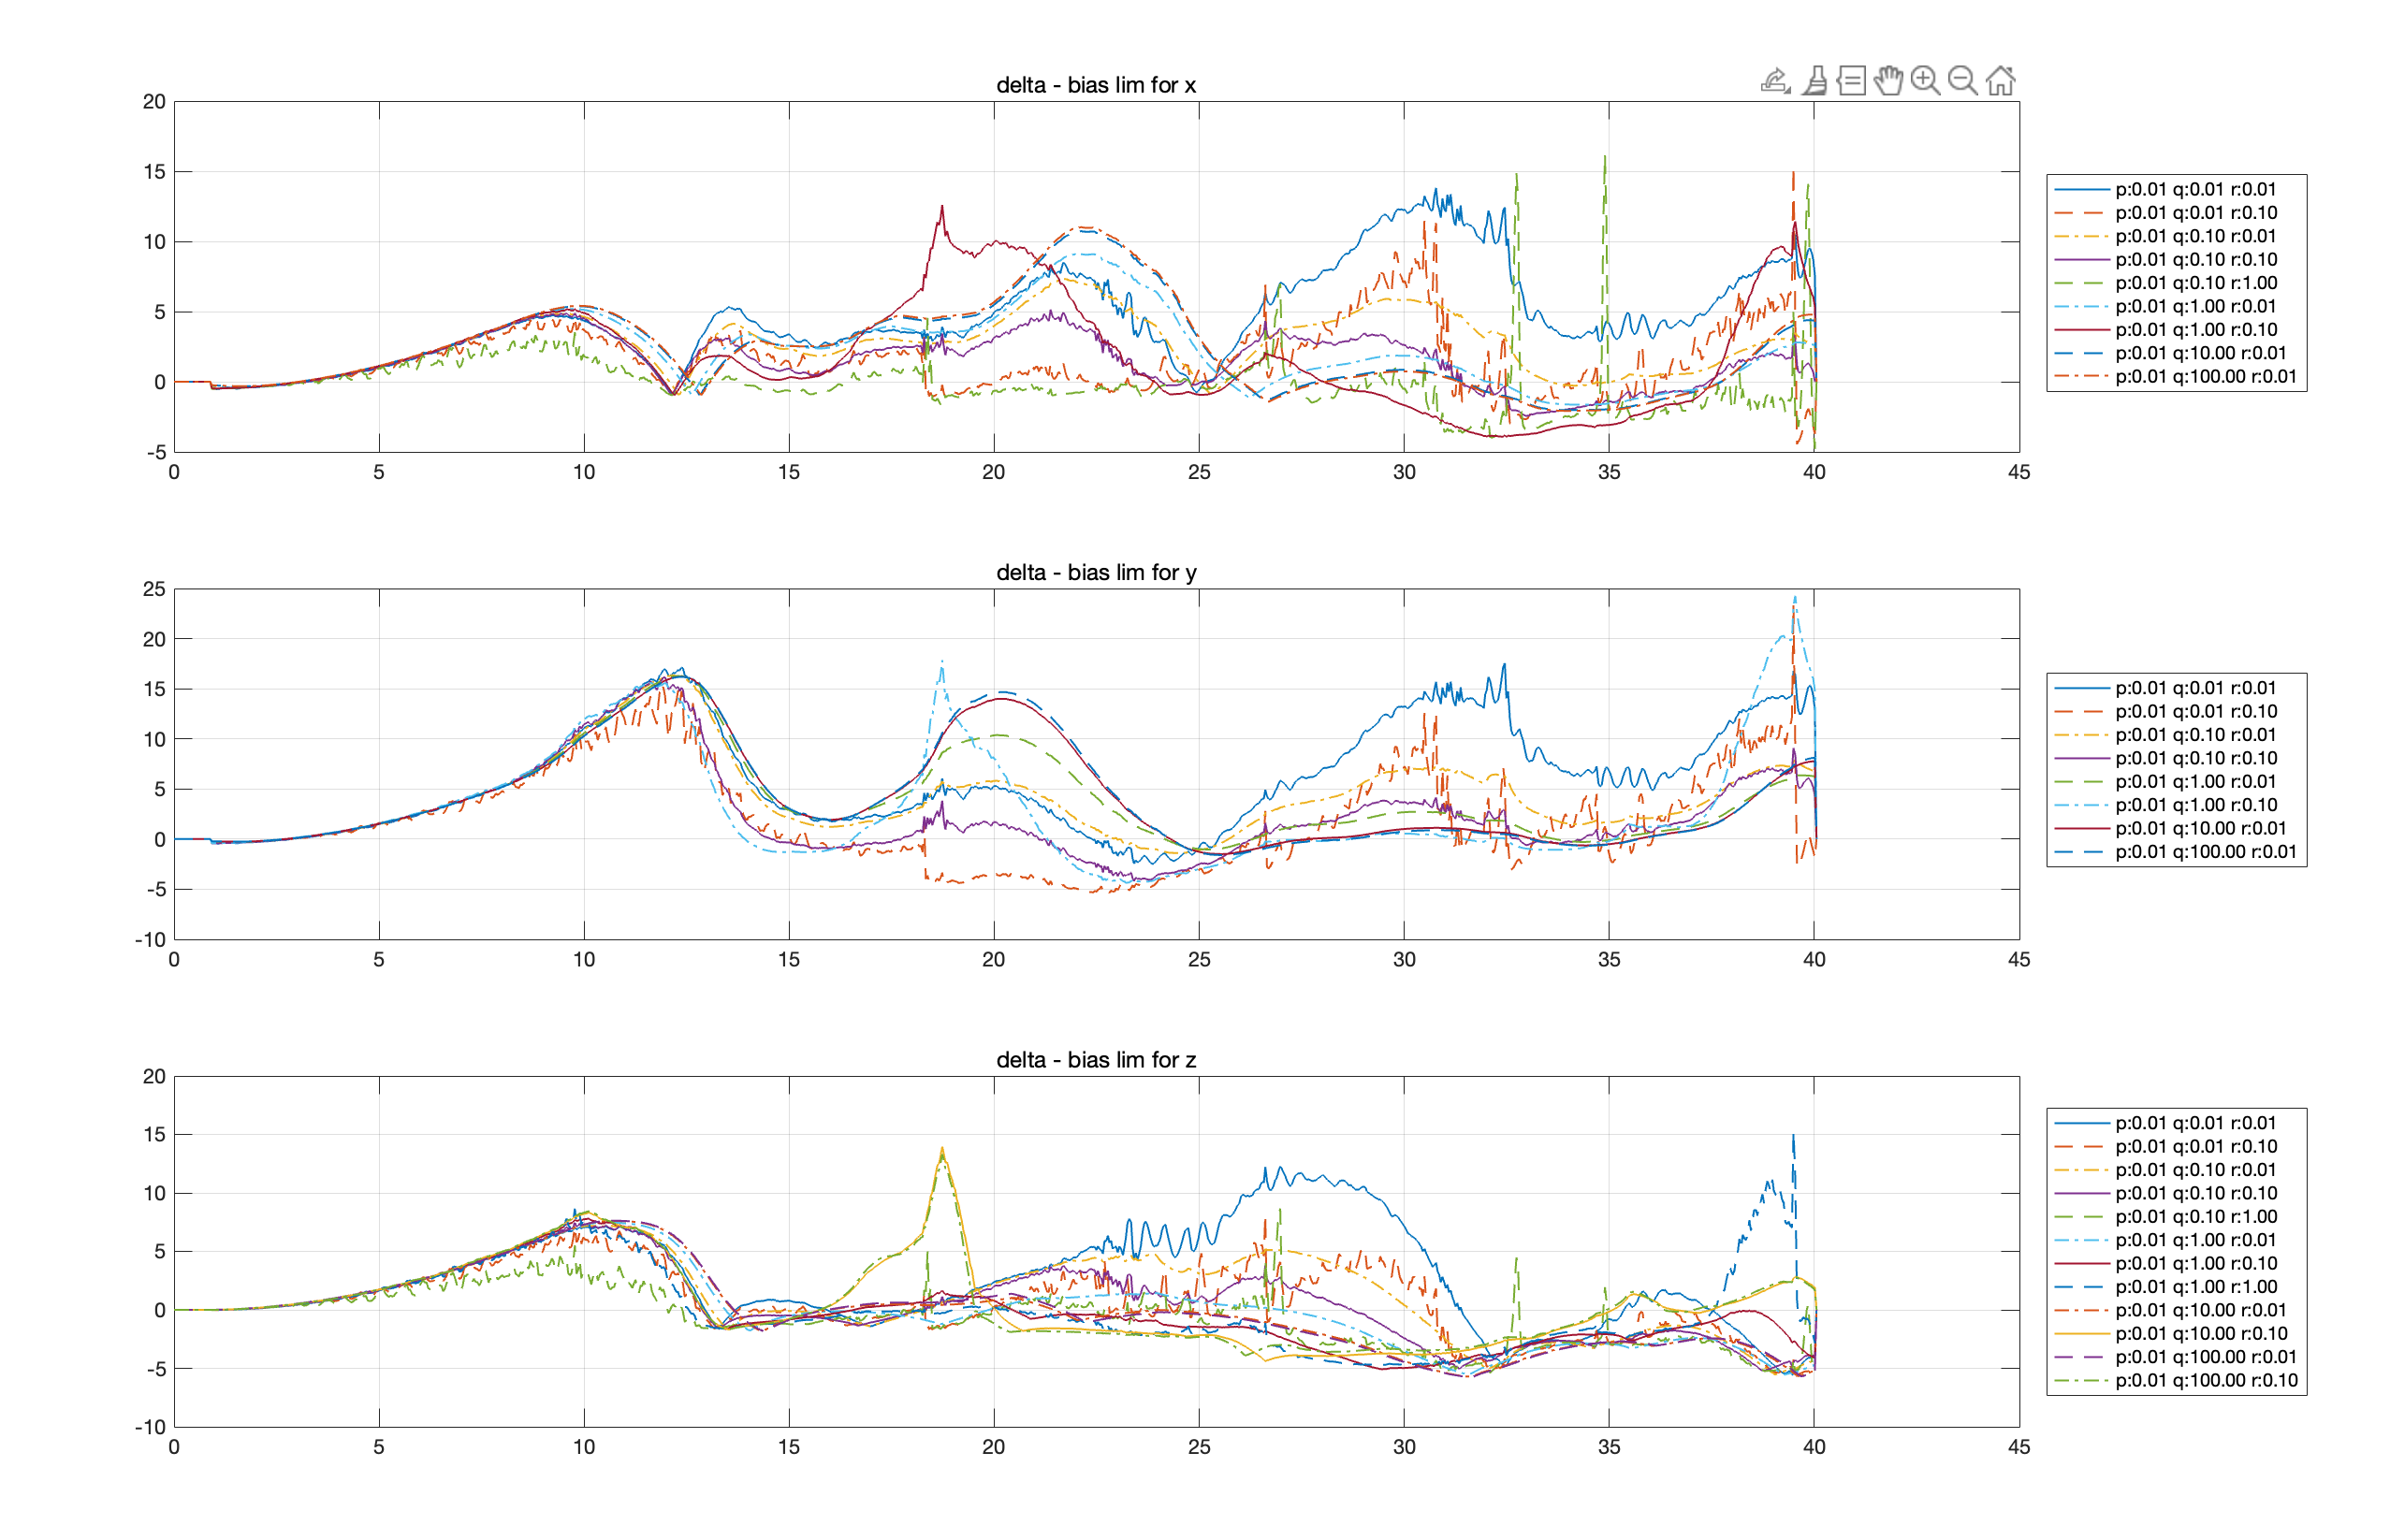 delta - bias lim for x
20
15
10
5
0
-5
0 5 10 15 20 25 30 35 40 45
p:0.01 q:0.01 r:0.01
p:0.01 q:0.01 r:0.10
p:0.01 q:0.10 r:0.01
p:0.01 q:0.10 r:0.10
p:0.01 q:0.10 r:1.00
p:0.01 q:1.00 r:0.01
p:0.01 q:1.00 r:0.10
p:0.01 q:10.00 r:0.01
p:0.01 q:100.00 r:0.01
delta - bias lim for y
25
20
15
10
5
0
-5
-10
0 5 10 15 20 25 30 35 40 45
p:0.01 q:0.01 r:0.01
p:0.01 q:0.01 r:0.10
p:0.01 q:0.10 r:0.01
p:0.01 q:0.10 r:0.10
p:0.01 q:1.00 r:0.01
p:0.01 q:1.00 r:0.10
p:0.01 q:10.00 r:0.01
p:0.01 q:100.00 r:0.01
delta - bias lim for z
20
15
10
5
0
-5
-10
0 5 10 15 20 25 30 35 40 45
p:0.01 q:0.01 r:0.01
p:0.01 q:0.01 r:0.10
p:0.01 q:0.10 r:0.01
p:0.01 q:0.10 r:0.10
p:0.01 q:0.10 r:1.00
p:0.01 q:1.00 r:0.01
p:0.01 q:1.00 r:0.10
p:0.01 q:1.00 r:1.00
p:0.01 q:10.00 r:0.01
p:0.01 q:10.00 r:0.10
p:0.01 q:100.00 r:0.01
p:0.01 q:100.00 r:0.10